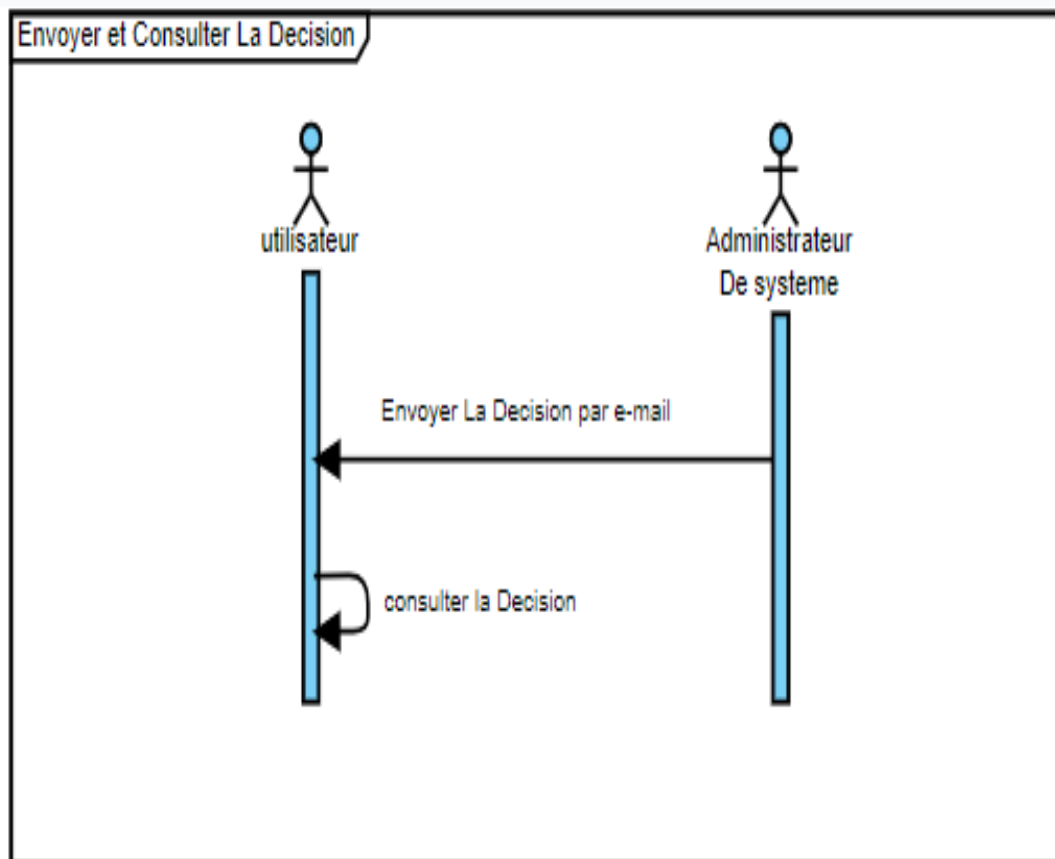 Envoyer et Consulter La Decision
utilisateur
Administrateur
De systeme
Envoyer La Decision par e-mail
consulter la Decision